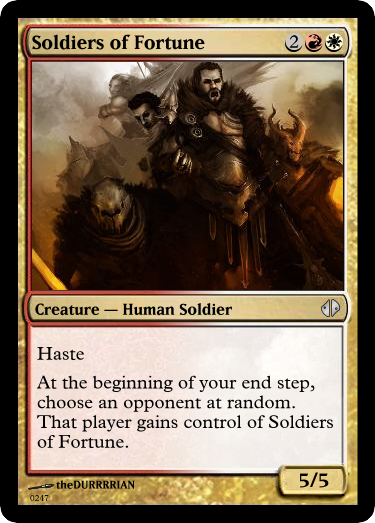 Soldiers of Fortune 2
Creature — Human Soldier
Haste
At the beginning of your end step,
choose an opponent at random.
That player gains control of Soldiers
of Fortune.
theDURRRRIAN
5/5
0247